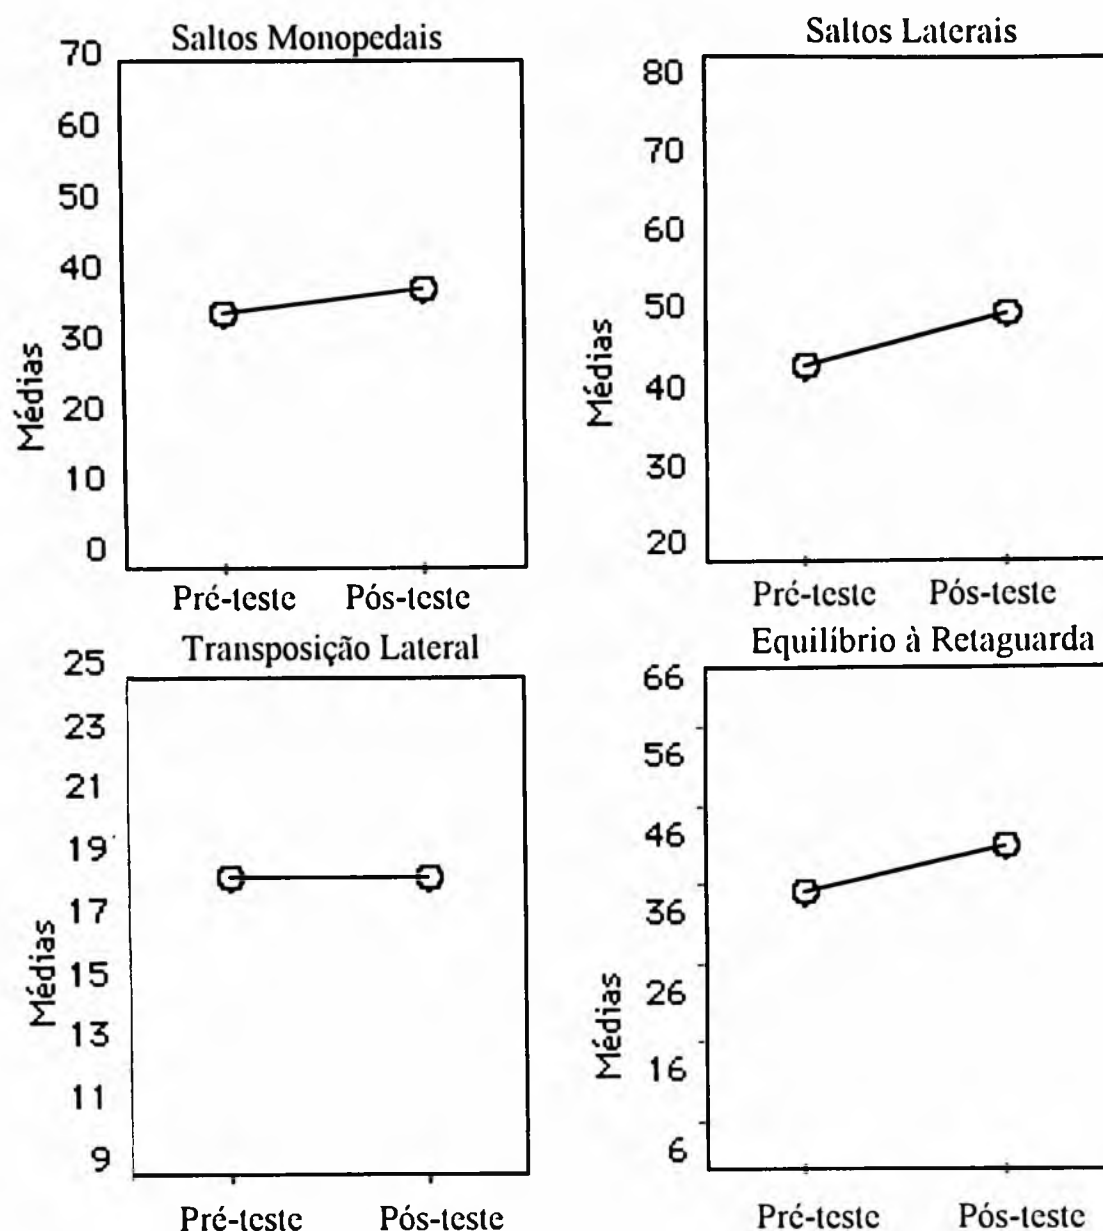 Saltos Monopedais
70
60
50
40
30
20
10
0
Médias
Pré-teste Pós-teste
Saltos Laterais
80
70
60
50
40
30
20
Médias
Pré-teste Pós-teste
Transposição Lateral
25
23
21
19
17
15
13
11
9
Médias
Pré-teste Pós-teste
Equilíbrio à Retaguarda
66
56
46
36
26
16
6
Médias
Pré-teste Pós-teste